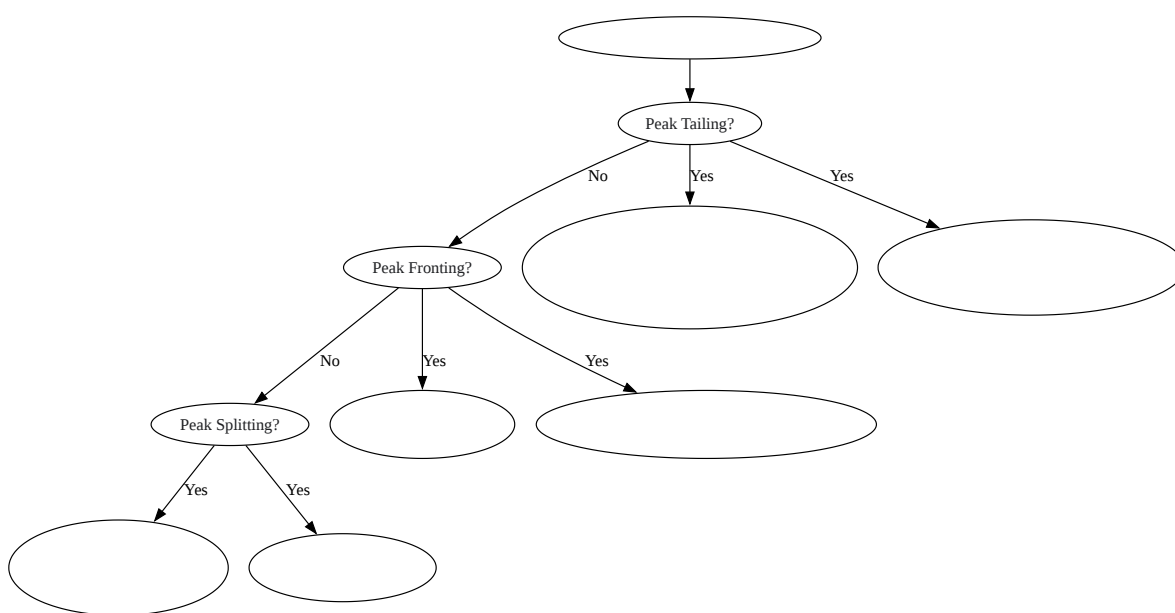 Peak Tailing?
No
Yes
Yes
Peak Fronting?
No
Yes
Yes
Peak Splitting?
Yes
Yes